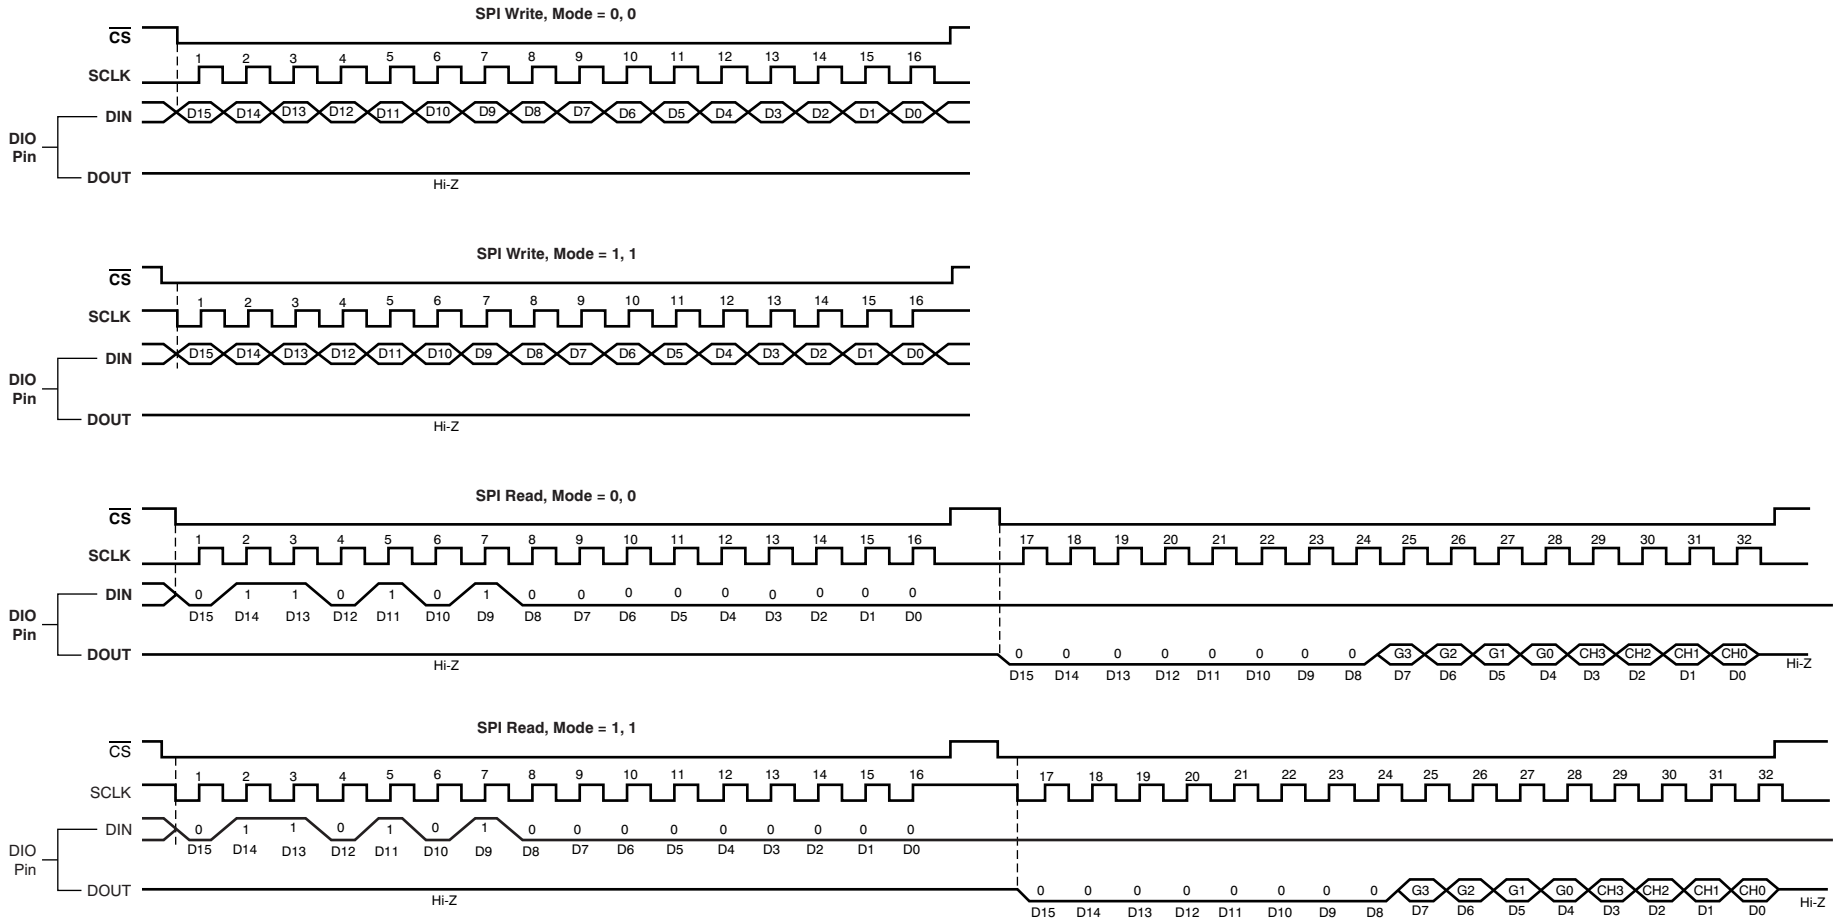 SPI Write, Mode = 0, 0
CS
1 2 3 4 5 6 7 8 9 10 11 12 13 14 15 16
SCLK
DIN D15 D14 D13 D12 D11 D10 D9 D8 D7 D6 D5 D4 D3 D2 D1 D0
DIO
Pin
DOUT
Hi-Z
SPI Write, Mode = 1, 1
CS
1 2 3 4 5 6 7 8 9 10 11 12 13 14 15 16
SCLK
DIN D15 D14 D13 D12 D11 D10 D9 D8 D7 D6 D5 D4 D3 D2 D1 D0
DIO
Pin
DOUT
Hi-Z
SPI Read, Mode = 0, 0
CS
1 2 3 4 5 6 7 8 9 10 11 12 13 14 15 16 17 18 19 20 21 22 23 24 25 26 27 28 29 30 31 32
SCLK
DIN 0 1 1 0 1 0 1 0 0 0 0 0 0 0 0 0
D15 D14 D13 D12 D11 D10 D9 D8 D7 D6 D5 D4 D3 D2 D1 D0
DIO
Pin
DOUT 0 0 0 0 0 0 0 0 G3 G2 G1 G0 CH3 CH2 CH1 CH0
Hi-Z Hi-Z
D15 D14 D13 D12 D11 D10 D9 D8 D7 D6 D5 D4 D3 D2 D1 D0
SPI Read, Mode = 1, 1
CS
1 2 3 4 5 6 7 8 9 10 11 12 13 14 15 16 17 18 19 20 21 22 23 24 25 26 27 28 29 30 31 32
SCLK
DIN 0 1 1 0 1 0 1 0 0 0 0 0 0 0 0 0
D15 D14 D13 D12 D11 D10 D9 D8 D7 D6 D5 D4 D3 D2 D1 D0
DIO
Pin
DOUT 0 0 0 0 0 0 0 0 G3 G2 G1 G0 CH3 CH2 CH1 CH0
Hi-Z Hi-Z
D15 D14 D13 D12 D11 D10 D9 D8 D7 D6 D5 D4 D3 D2 D1 D0